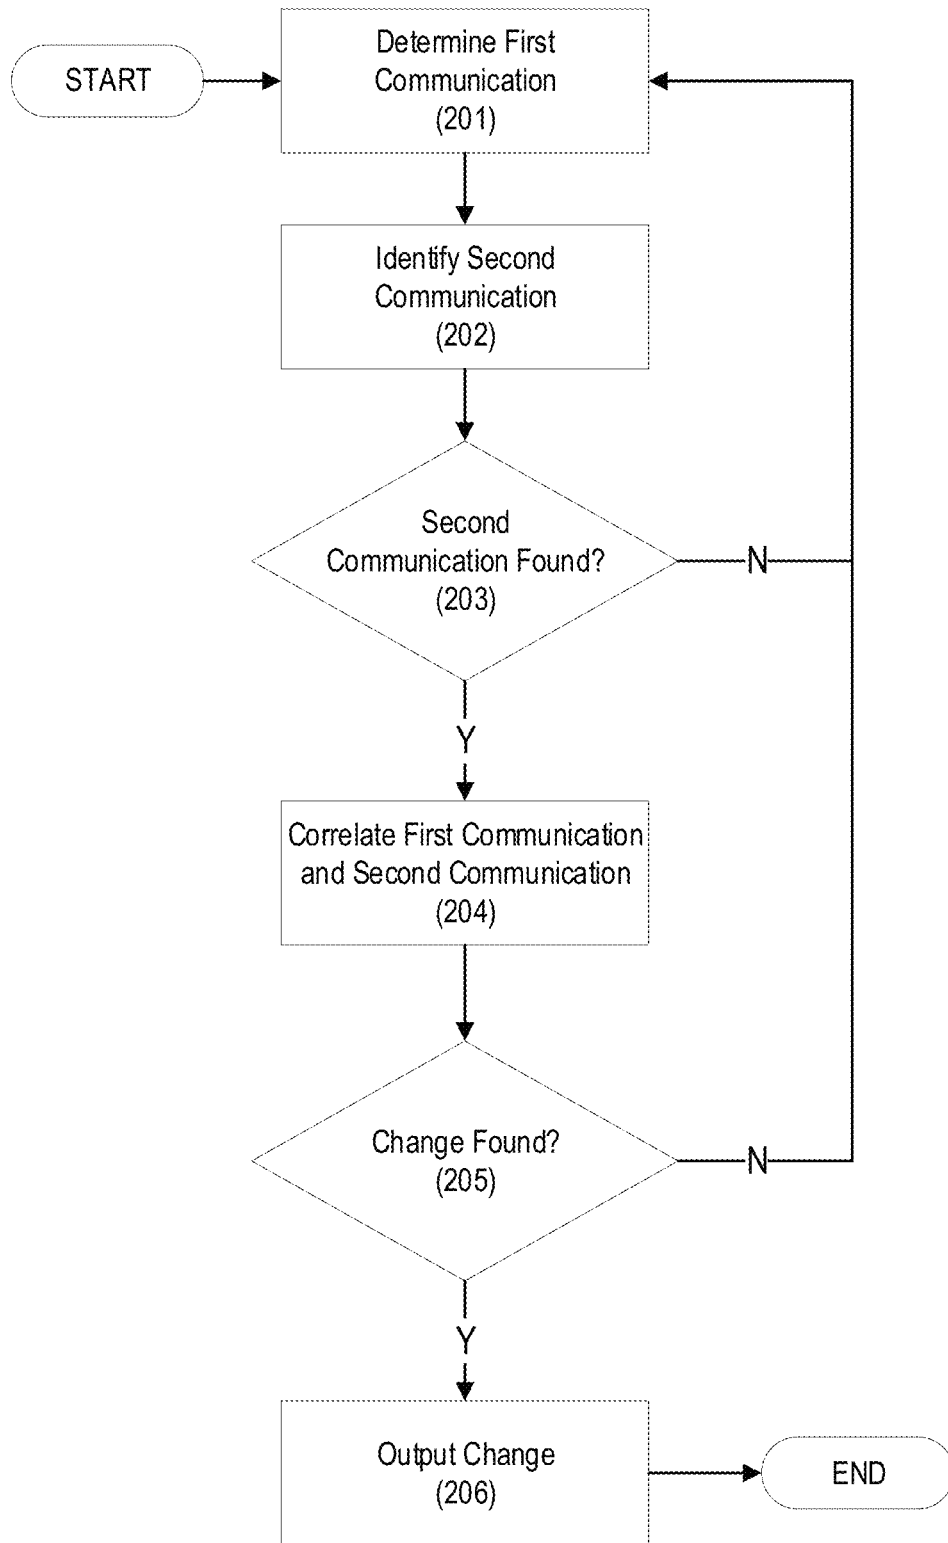 START
Determine First
Communication
(201)
Identify Second
Communication
(202)
Second
Communication Found?
(203)
N
Y
Correlate First Communication
and Second Communication
(204)
Change Found?
(205)
N
Y
Output Change
(206)
END